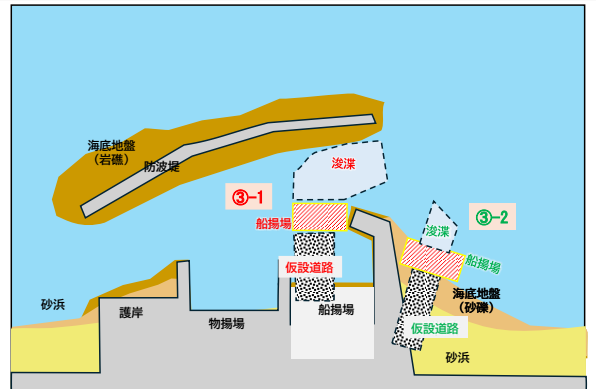 海底地盤
(岩礁)
防波堤
浚渫
③-1
③-2
船揚場
浚渫
船揚場
仮設道路
海底地盤
(砂礫)
砂浜
護岸
物揚場
船揚場
仮設道路
砂浜